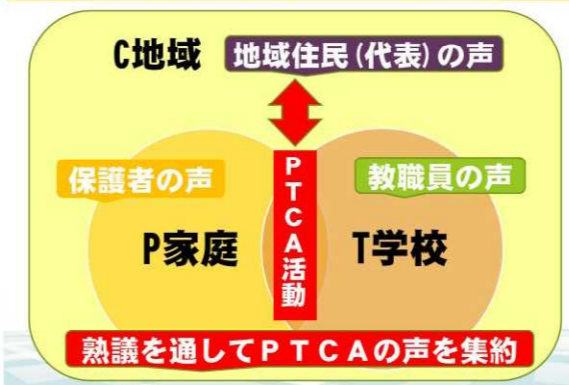 C地域
地域住民(代表)の声
保護者の声
教職員の声
PTCA活動
P家庭
T学校
熟議を通してPTCAの声を集約